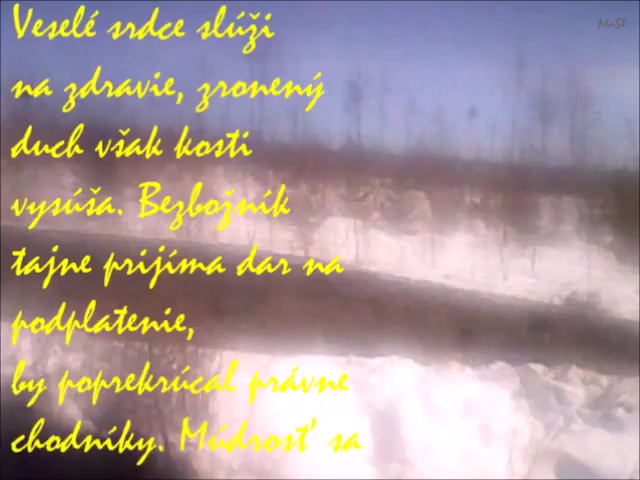 MaSt
Veselé srdce slúži
na zdravie, zronený
duch však kosti
vysúša. Bezbožník
tajne prijíma dar na
podplatenie,
by poprekrúcal právne
chodníky. Múdrosť sa